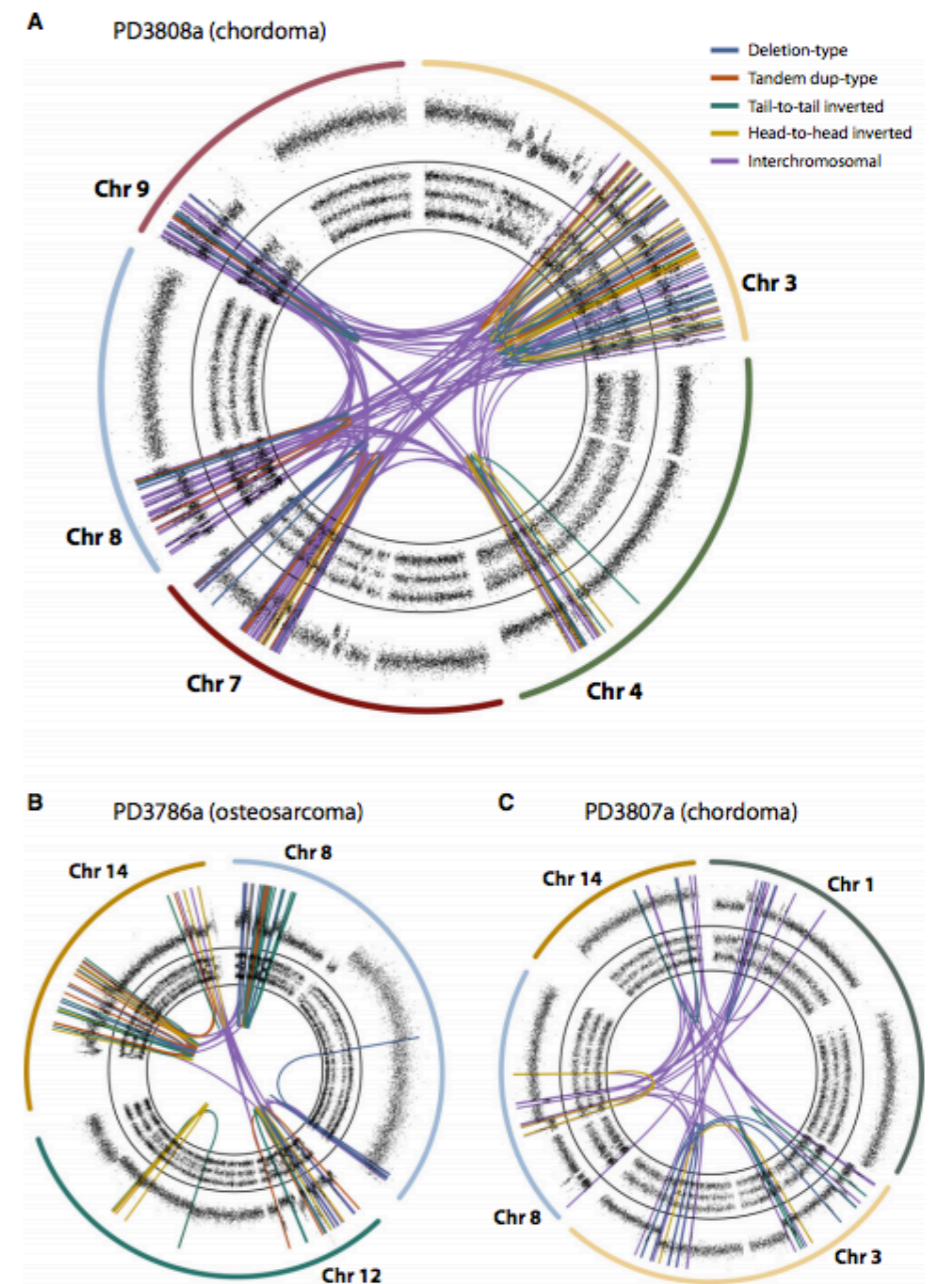 A
PD3808a (chordoma)
Deletion-type
Tandem dup-type
Tail-to-tail inverted
Head-to-head inverted
Interchromosomal
Chr 9
Chr 3
Chr 8
Chr 7
Chr 4
B
PD3786a (osteosarcoma)
Chr 8
Chr 14
Chr 12
C
PD3807a (chordoma)
Chr 14
Chr 1
Chr 8
Chr 3